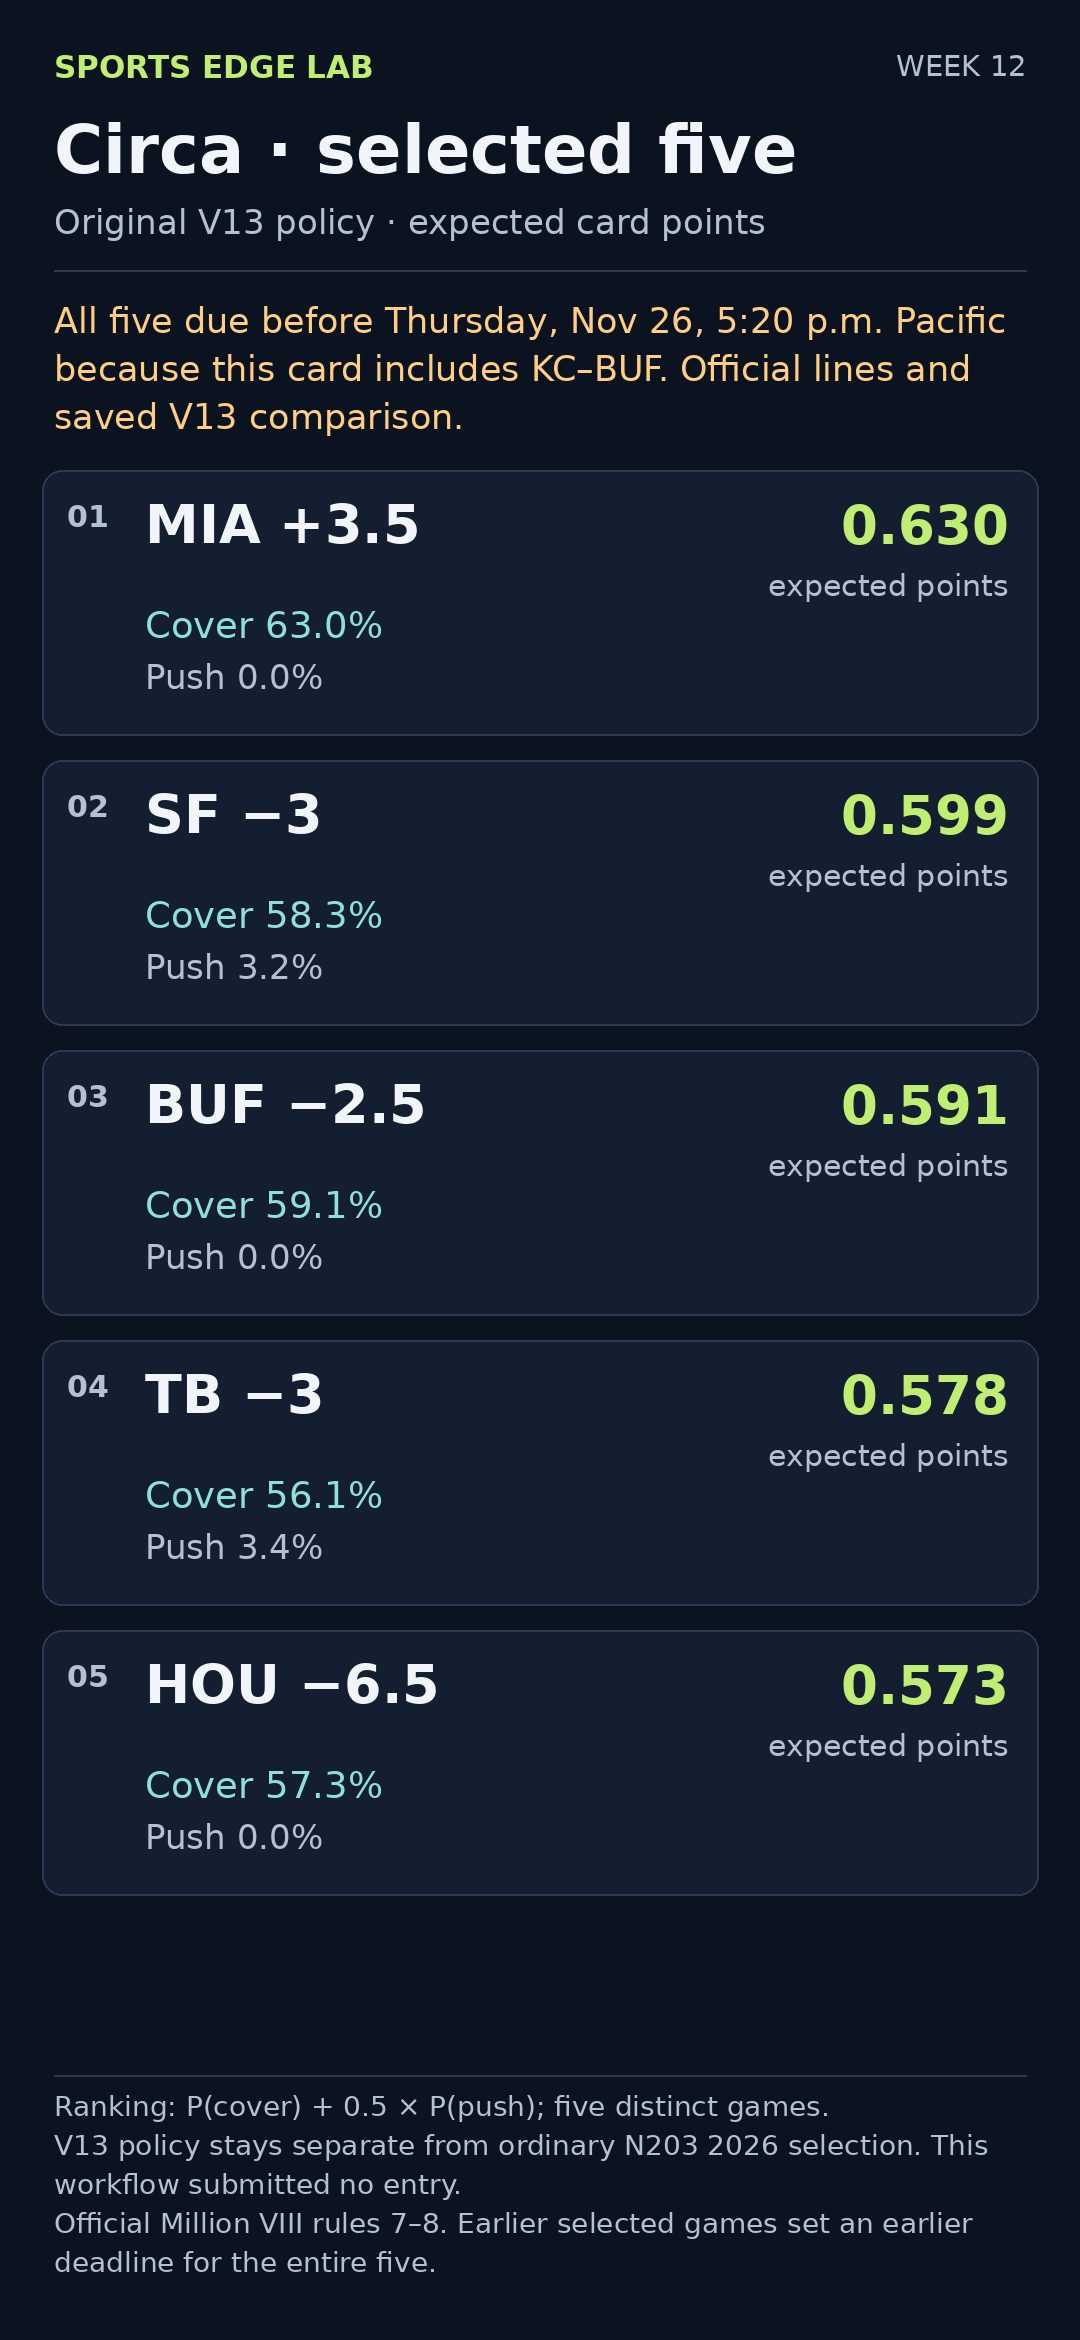 SPORTS EDGE LAB
WEEK 12
Circa · selected five
Original V13 policy · expected card points
All five due before Thursday, Nov 26, 5:20 p.m. Pacific
because this card includes KC–BUF. Official lines and
saved V13 comparison.
01 MIA +3.5 0.630
expected points
Cover 63.0%
Push 0.0%
02 SF −3 0.599
expected points
Cover 58.3%
Push 3.2%
03 BUF −2.5 0.591
expected points
Cover 59.1%
Push 0.0%
04 TB −3 0.578
expected points
Cover 56.1%
Push 3.4%
05 HOU −6.5 0.573
expected points
Cover 57.3%
Push 0.0%
Ranking: P(cover) + 0.5 × P(push); five distinct games.
V13 policy stays separate from ordinary N203 2026 selection. This
workflow submitted no entry.
Official Million VIII rules 7–8. Earlier selected games set an earlier
deadline for the entire five.